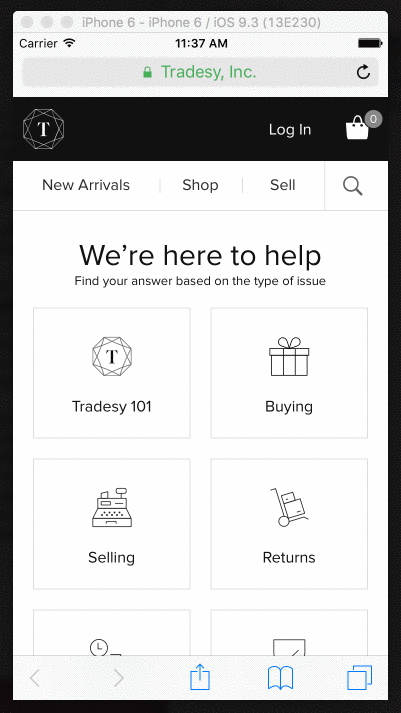 iPhone 6 - iPhone 6 / iOS 9.3 (13E230)
Carrier 11:37 AM
Tradesy, Inc.
T Log In 0
New Arrivals Shop Sell
We’re here to help
Find your answer based on the type of issue
T
Tradesy 101 Buying
Selling Returns